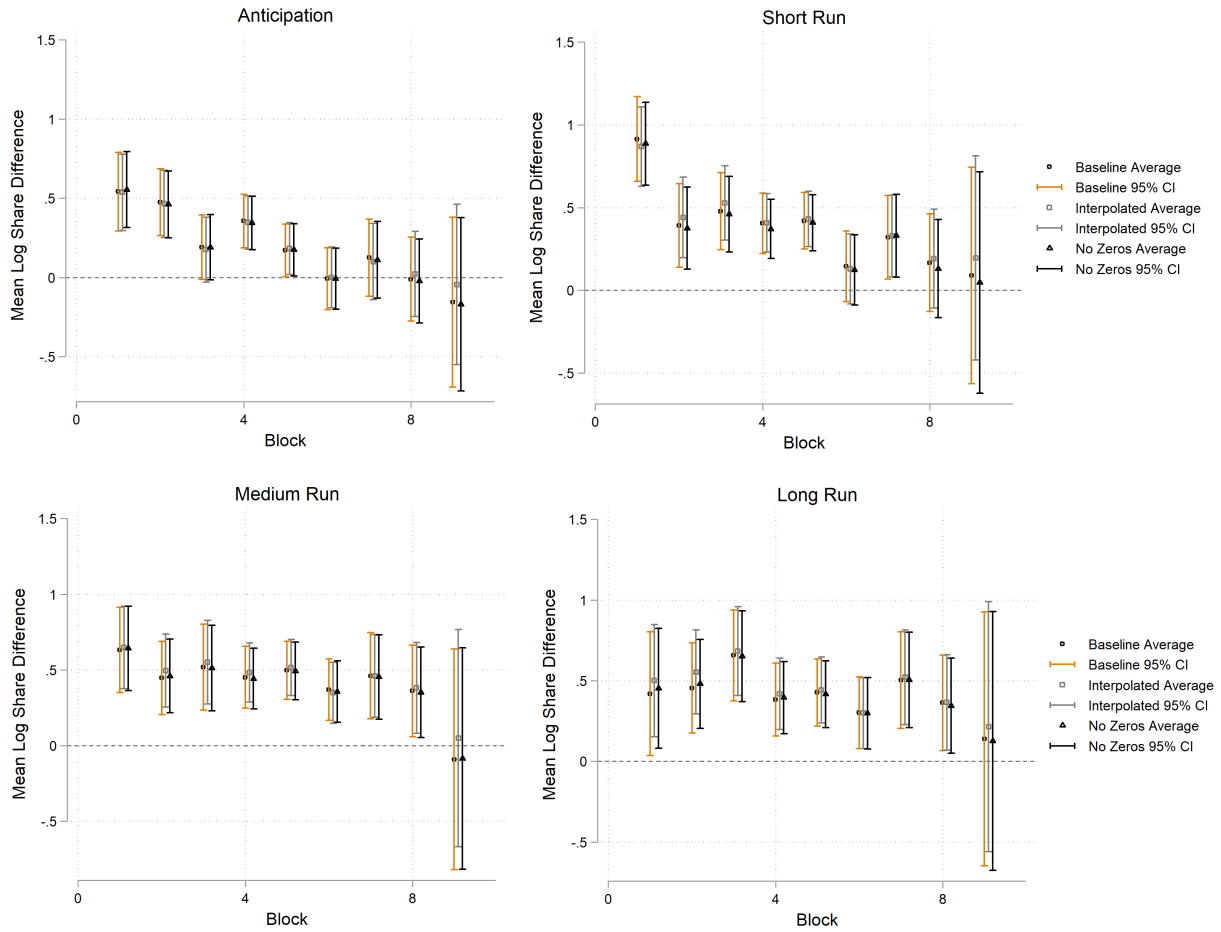 Anticipation
Mean Log Share Difference
1.5
1
.5
0
-.5
0
4
8
Block
Short Run
Mean Log Share Difference
1.5
1
.5
0
-.5
0
4
8
Block
Baseline Average
Baseline 95% CI
Interpolated Average
Interpolated 95% CI
No Zeros Average
No Zeros 95% CI
Medium Run
Mean Log Share Difference
1.5
1
.5
0
-.5
0
4
8
Block
Long Run
Mean Log Share Difference
1.5
1
.5
0
-.5
0
4
8
Block
Baseline Average
Baseline 95% CI
Interpolated Average
Interpolated 95% CI
No Zeros Average
No Zeros 95% CI